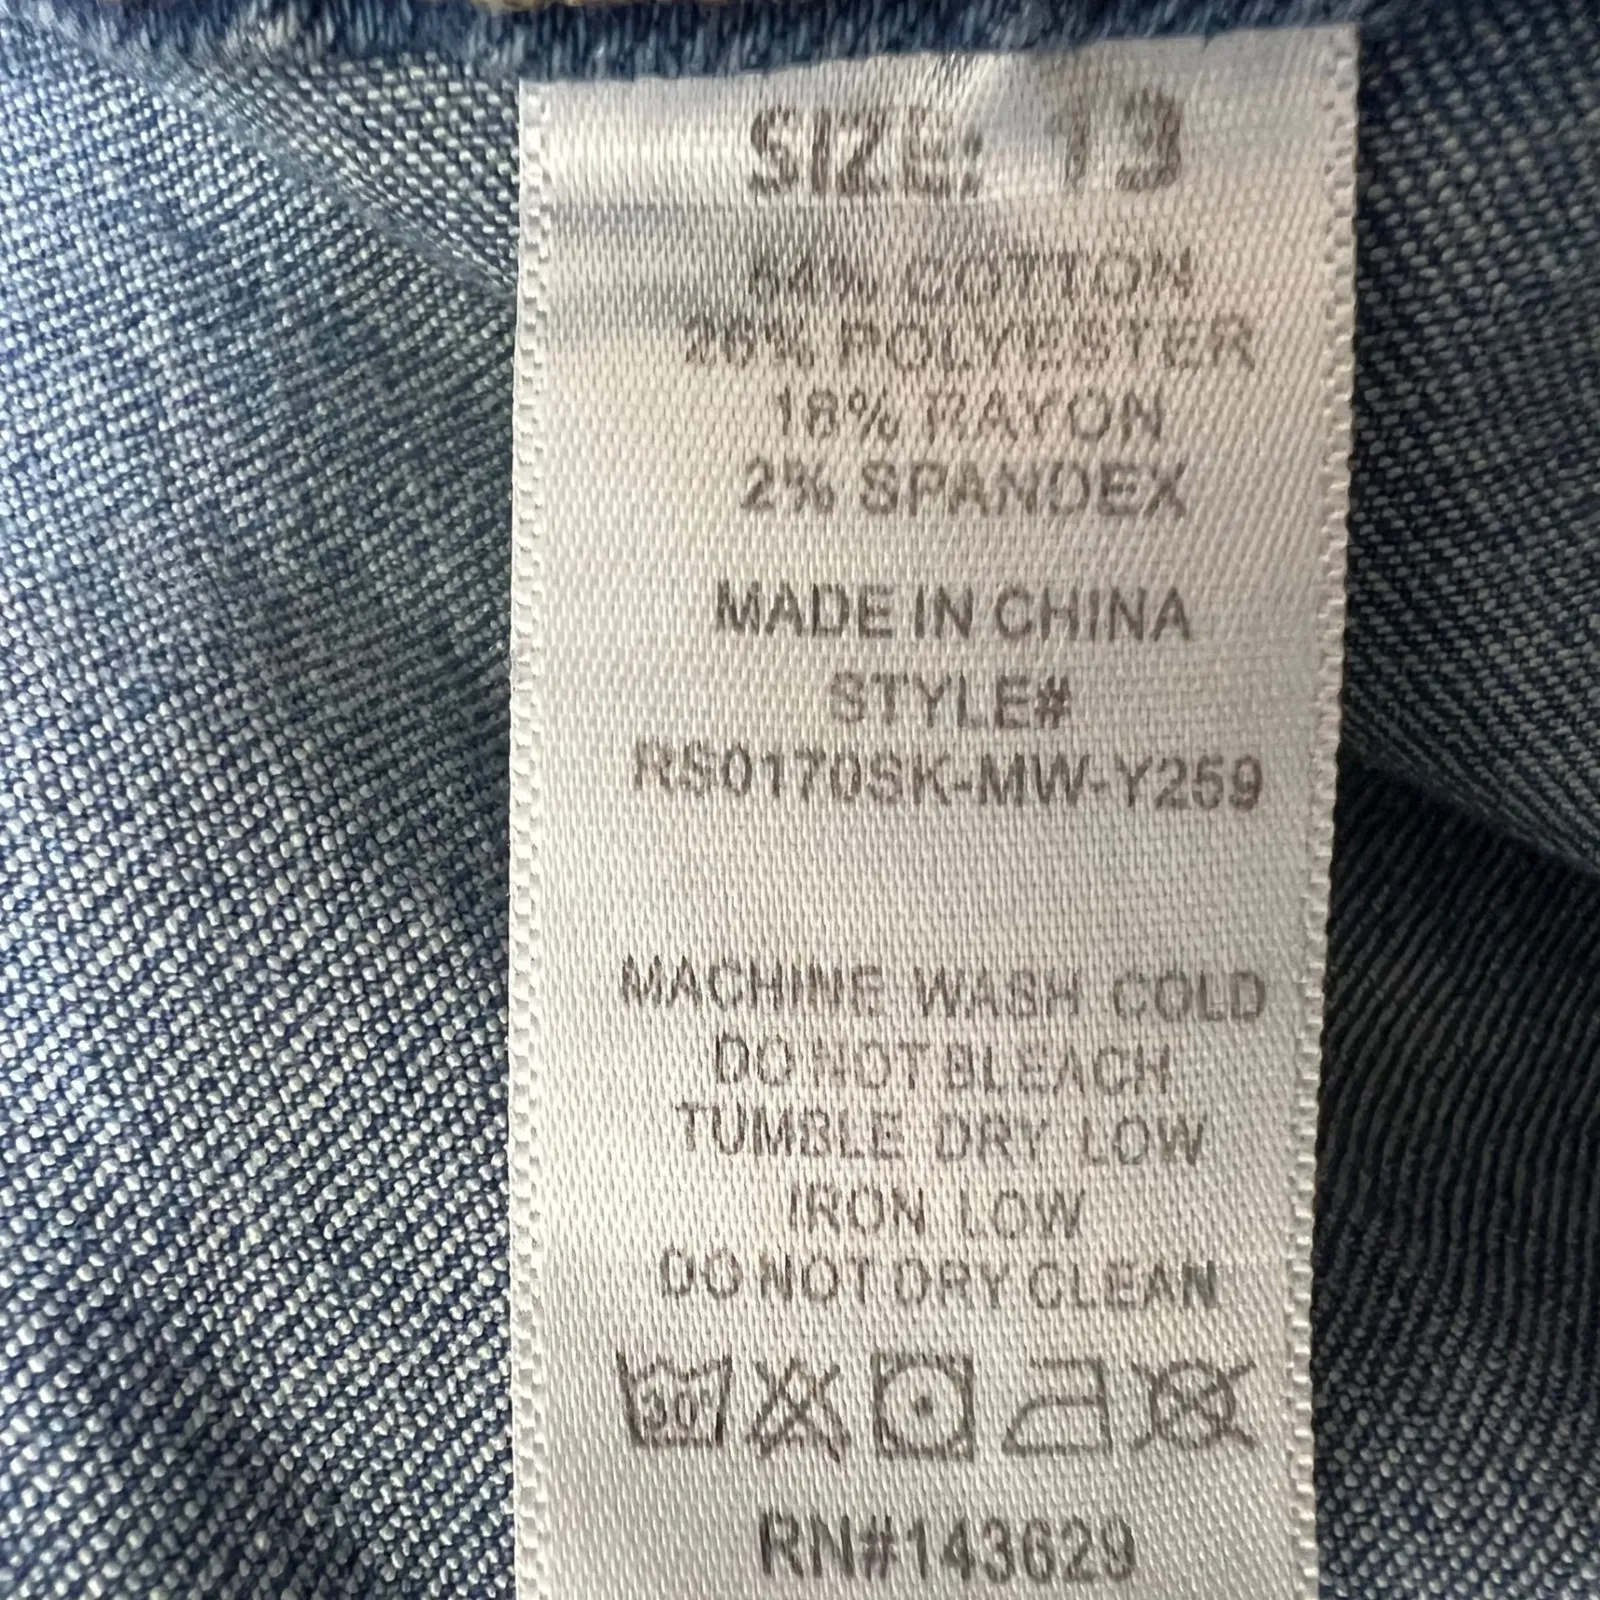 SIZE: 13
54% COTTON
26% POLYESTER
18% RAYON
2% SPANDEX
MADE IN CHINA
STYLE#
RS0170SK-MW-Y259
MACHINE WASH COLD
DO NOT BLEACH
TUMBLE DRY LOW
IRON LOW
DO NOT DRY CLEAN
30°
RN#143629